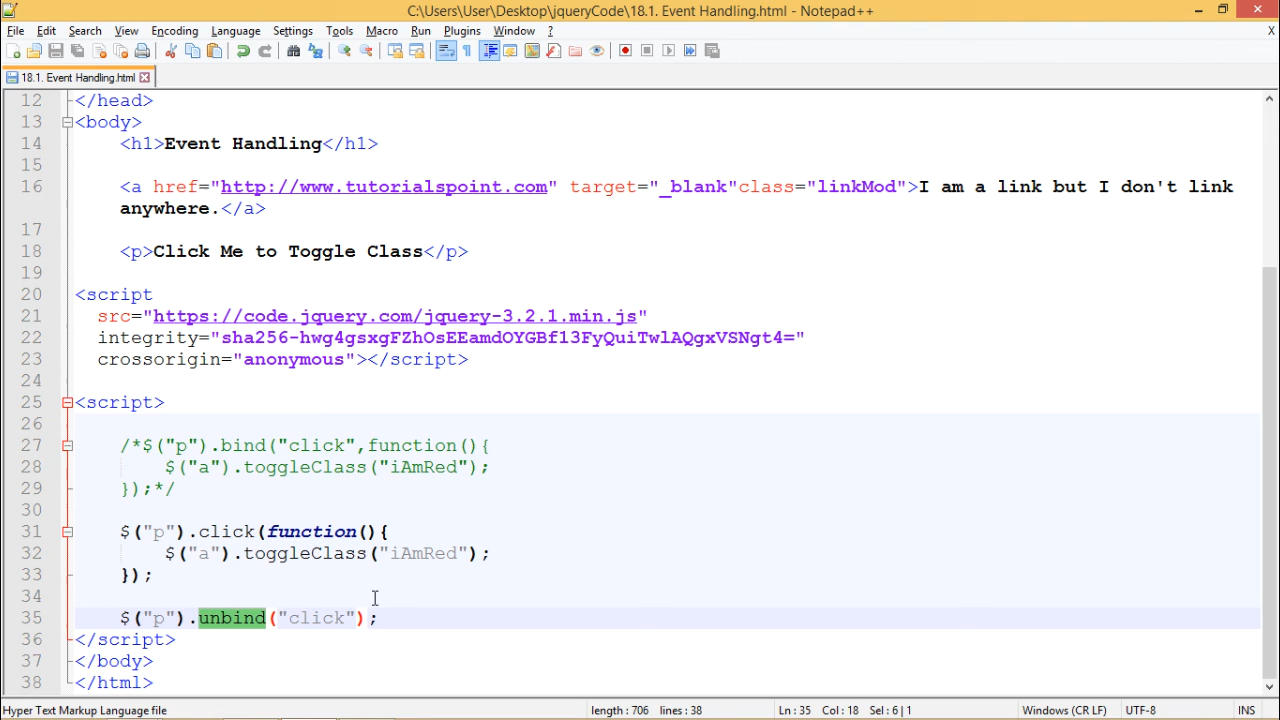 C:\Users\User\Desktop\jqueryCode\18.1. Event Handling.html - Notepad++
File Edit Search View Encoding Language Settings Tools Macro Run Plugins Window ? X
18.1. Event Handling.html
12 </head>
13 <body>
14 <h1>Event Handling</h1>
15
16 <a href="http://www.tutorialspoint.com" target="_blank"class="linkMod">I am a link but I don't link
anywhere.</a>
17
18 <p>Click Me to Toggle Class</p>
19
20 <script
21 src="https://code.jquery.com/jquery-3.2.1.min.js"
22 integrity="sha256-hwg4gsxgFZhOsEEamdOYGBf13FyQuiTwlAQgxVSNgt4="
23 crossorigin="anonymous"></script>
24
25 <script>
26
27 /*$("p").bind("click",function(){
28 $("a").toggleClass("iAmRed");
29 });*/
30
31 $("p").click(function(){
32 $("a").toggleClass("iAmRed");
33 });
34
35 $("p").unbind("click");
36 </script>
37 </body>
38 </html>
Hyper Text Markup Language file length : 706 lines : 38 Ln : 35 Col : 18 Sel : 6 | 1 Windows (CR LF) UTF-8 INS